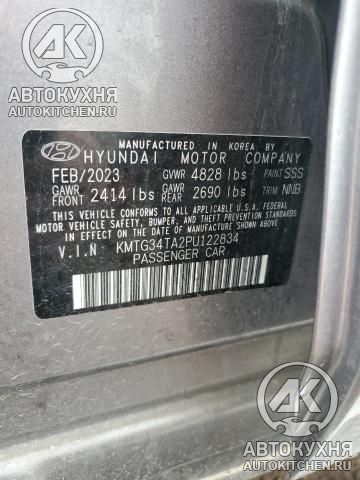 АВТОКУХНЯ
AUTOKITCHEN.RU
MANUFACTURED IN KOREA BY
HYUNDAI MOTOR COMPANY
FEB/2023 GVWR 4828 lbs PAINT SSS
GAWR FRONT 2414 lbs GAWR REAR 2690 lbs TRIM NNB
THIS VEHICLE CONFORMS TO ALL APPLICABLE U.S.A. FEDERAL
MOTOR VEHICLE SAFETY, BUMPER, AND THEFT PREVENTION
STANDARDS IN EFFECT ON THE DATE OF MANUFACTURE SHOWN ABOVE.
V.I.N. KMTG34TA2PU122834
PASSENGER CAR
АК
АВТОКУХНЯ
AUTOKITCHEN.RU